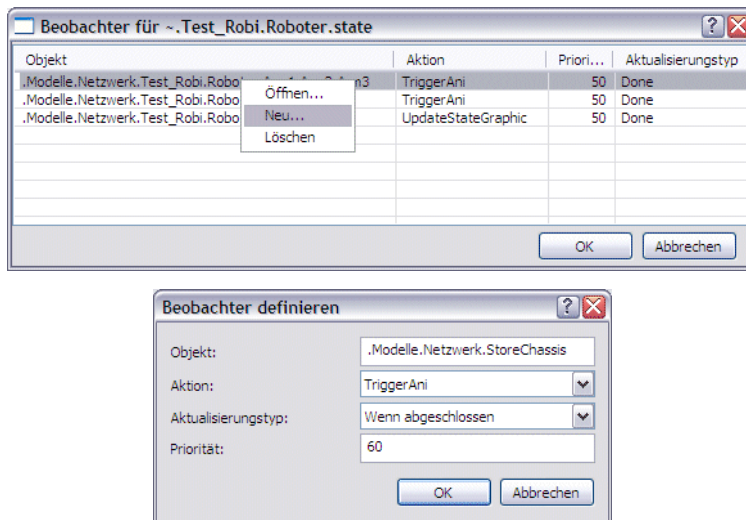 Beobachter für ~.Test_Robi.Roboter.state
Objekt Aktion Priori... Aktualisierungstyp
.Modelle.Netzwerk.Test_Robi.Robo m3 TriggerAni 50 Done
.Modelle.Netzwerk.Test_Robi.Robo TriggerAni 50 Done
.Modelle.Netzwerk.Test_Robi.Robo UpdateStateGraphic 50 Done
Öffnen...
Neu...
Löschen
OK Abbrechen
Beobachter definieren
Objekt: .Modelle.Netzwerk.StoreChassis
Aktion: TriggerAni
Aktualisierungstyp: Wenn abgeschlossen
Priorität: 60
OK Abbrechen